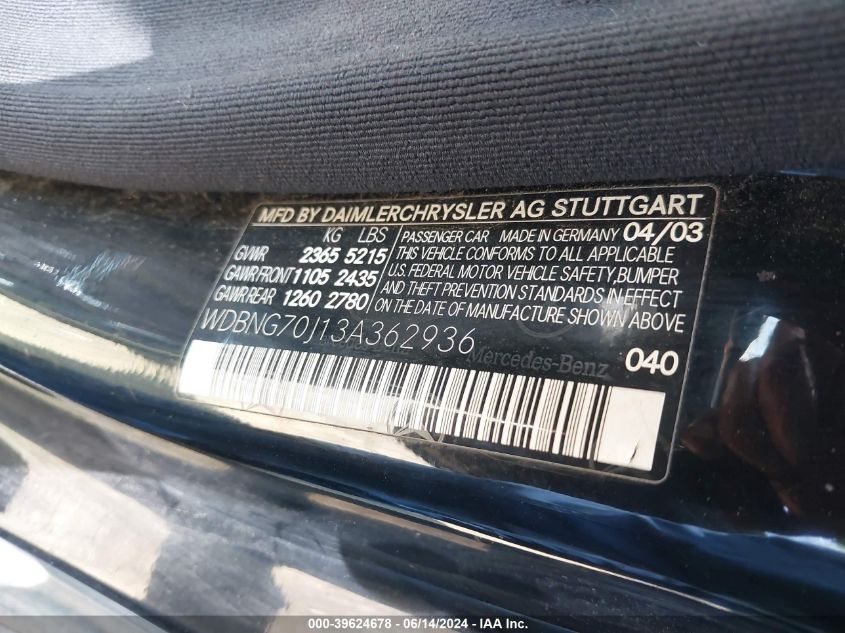 MFD BY DAIMLERCHRYSLER AG STUTTGART
KG LBS
GVWR 2365 5215
GAWR FRONT 1105 2435
GAWR REAR 1260 2780
PASSENGER CAR MADE IN GERMANY 04/03
THIS VEHICLE CONFORMS TO ALL APPLICABLE
U.S. FEDERAL MOTOR VEHICLE SAFETY, BUMPER
AND THEFT PREVENTION STANDARDS IN EFFECT
ON THE DATE OF MANUFACTURE SHOWN ABOVE
WDBNG70J13A362936
Mercedes-Benz
040
000-39624678 - 06/14/2024 - IAA Inc.